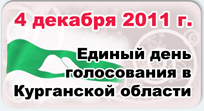 4 декабря 2011 г.
Единый день
голосования в
Курганской области